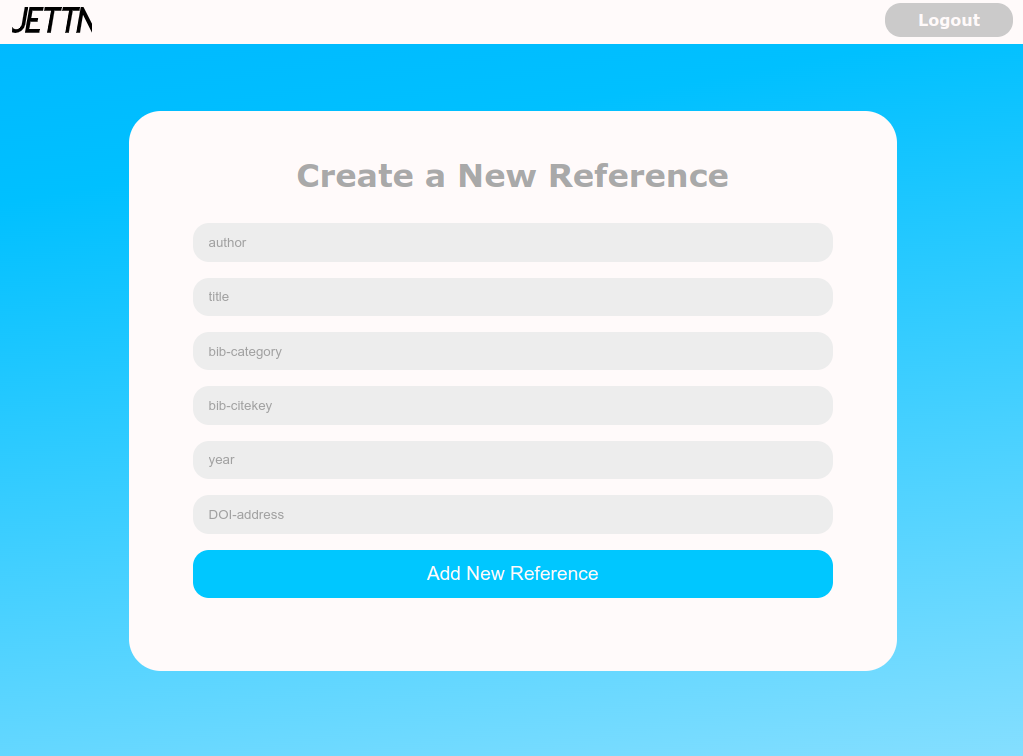 JETTN
Logout
Create a New Reference
author
title
bib-category
bib-citekey
year
DOI-address
Add New Reference